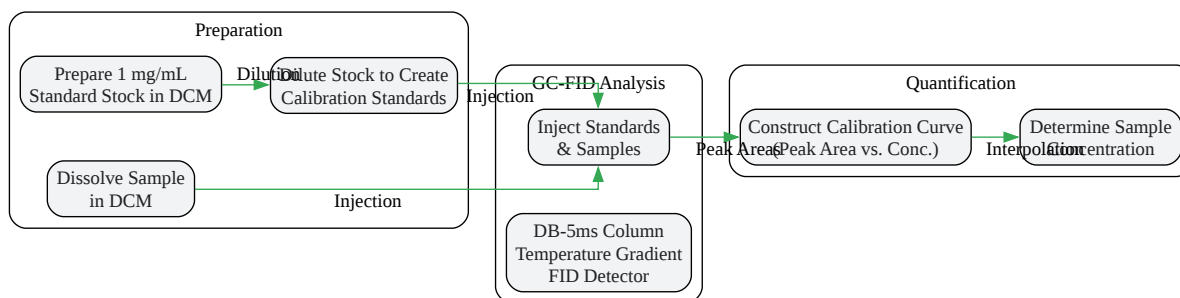 Preparation
Prepare 1 mg/mL
Standard Stock in DCM
Dilution
Dilute Stock to Create
Calibration Standards
Injection
Dissolve Sample
in DCM
Injection
GC-FID Analysis
Inject Standards
& Samples
DB-5ms Column
Temperature Gradient
FID Detector
Peak Areas
Quantification
Construct Calibration Curve
(Peak Area vs. Conc.)
Interpolation
Determine Sample
Concentration